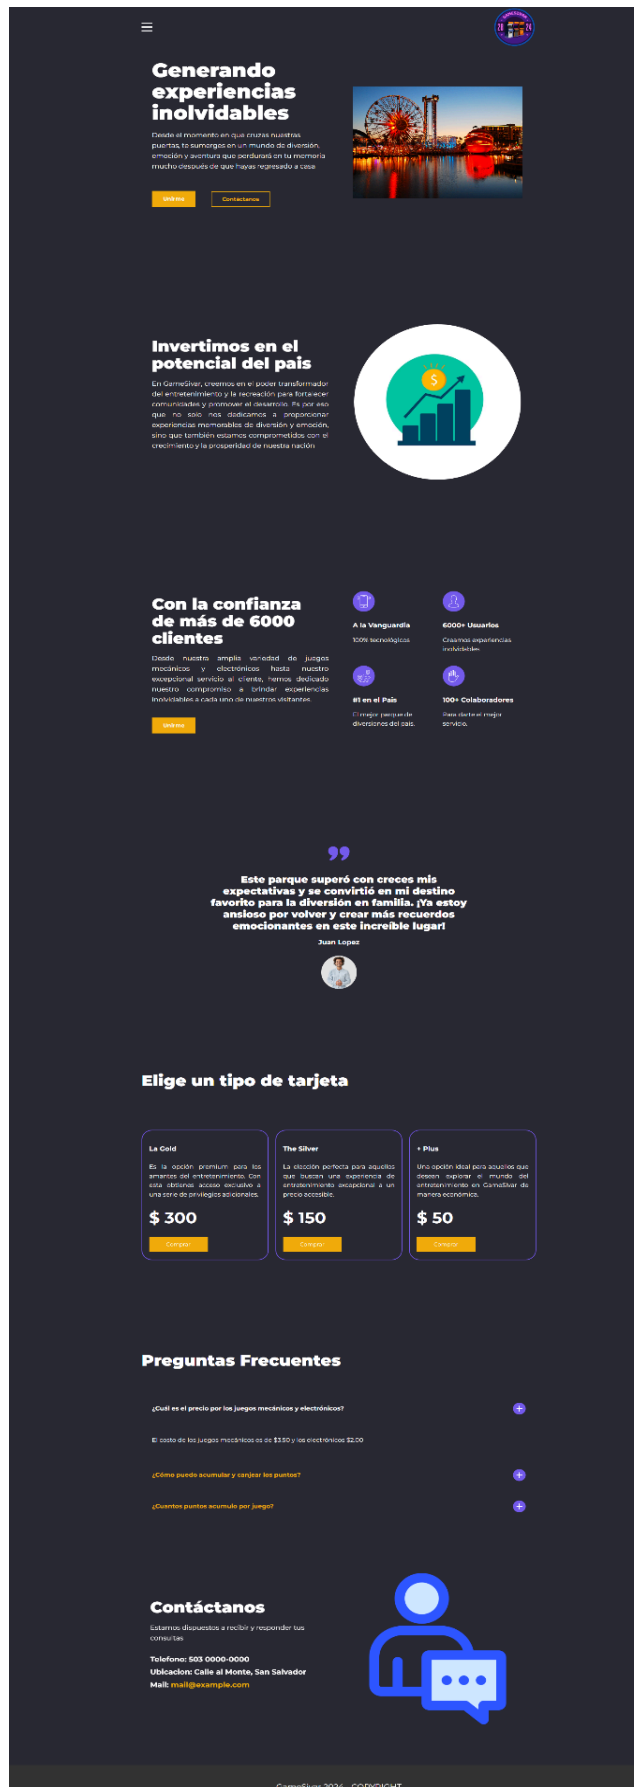 Generando
experiencias
inolvidables
Desde el momento en que cruzas nuestras
puertas, te sumerges en un mundo de diversión,
emoción y aventura que perdurará en tu memoria
mucho después de que hayas regresado a casa
Unirme
Contactanos
Invertimos en el
potencial del pais
En GameSivar, creemos en el poder transformador
del entretenimiento y la recreación para fortalecer
comunidades y promover el desarrollo. Es por eso
que no solo nos dedicamos a proporcionar
experiencias memorables de diversión y emoción,
sino que también estamos comprometidos con el
crecimiento y la prosperidad de nuestra nación
Con la confianza
de más de 6000
clientes
Desde nuestra amplia variedad de juegos
mecánicos y electrónicos hasta nuestro
excepcional servicio al cliente, hemos dedicado
nuestro compromiso a brindar experiencias
inolvidables a cada uno de nuestros visitantes.
Unirme
A la Vanguardia
100% tecnológicos
6000+ Usuarios
Creamos experiencias
inolvidables
#1 en el Pais
El mejor parque de
diversiones del país.
100+ Colaboradores
Para darte el mejor
servicio.
Este parque superó con creces mis
expectativas y se convirtió en mi destino
favorito para la diversión en familia. ¡Ya estoy
ansioso por volver y crear más recuerdos
emocionantes en este increíble lugar!
Juan Lopez
Elige un tipo de tarjeta
La Gold
Es la opción premium para los
amantes del entretenimiento. Con
esta obtienes acceso exclusivo a
una serie de privilegios adicionales.
$ 300
Comprar
The Silver
La elección perfecta para aquellos
que buscan una experiencia de
entretenimiento excepcional a un
precio accesible.
$ 150
Comprar
+ Plus
Una opción ideal para aquellos que
desean explorar el mundo del
entretenimiento en GameSivar de
manera económica.
$ 50
Comprar
Preguntas Frecuentes
¿Cuál es el precio por los juegos mecánicos y electrónicos?
El costo de los juegos mecánicos es de $3.50 y los electrónicos $2.00
¿Cómo puedo acumular y canjear los puntos?
¿Cuantos puntos acumulo por juego?
Contáctanos
Estamos dispuestos a recibir y responder tus
consultas
Telefono: 503 0000-0000
Ubicacion: Calle al Monte, San Salvador
Mail: mail@example.com
GameSivar 2024 - COPYRIGHT